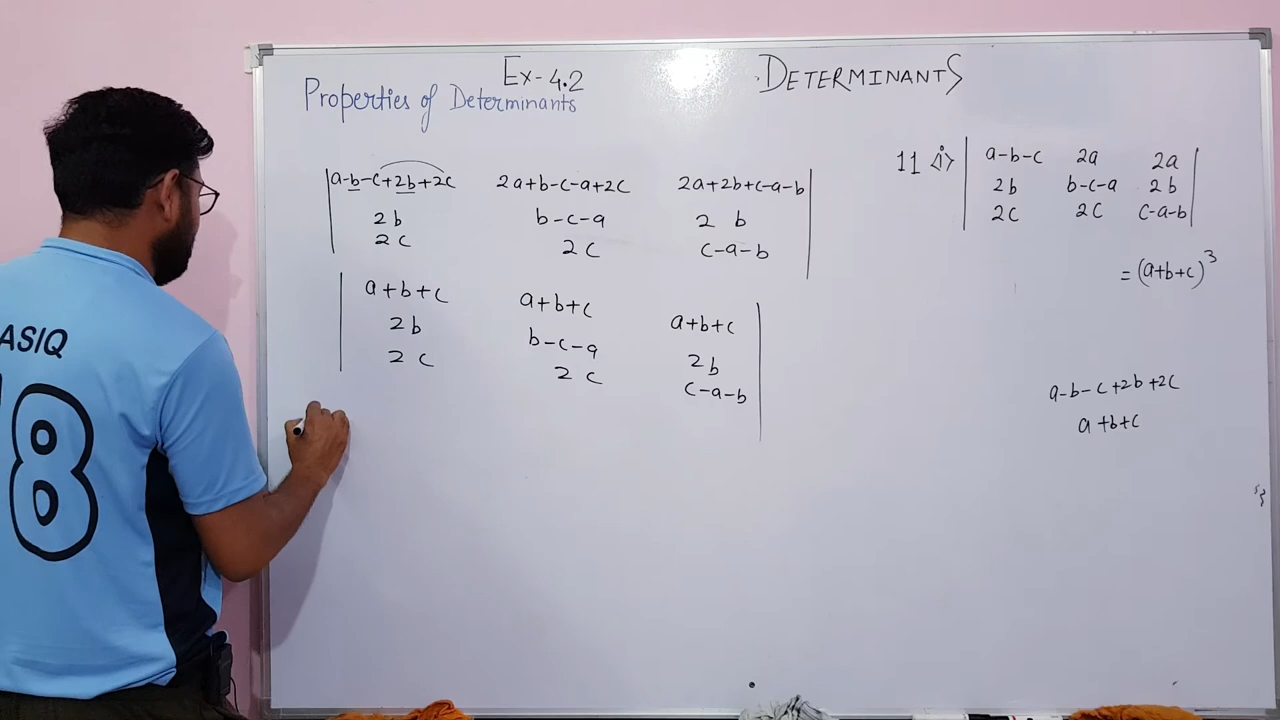 Ex-4.2
DETERMINANTS
Properties of Determinants
a-b-c+2b+2c 2a+b-c-a+2c 2a+2b+c-a-b
2b b-c-a 2 b
2c 2c c-a-b
a+b+c a+b+c a+b+c
2b b-c-a 2b
2c 2c c-a-b
11 <i> a-b-c 2a 2a
2b b-c-a 2b
2c 2c c-a-b
= (a+b+c)³
a-b-c+2b+2c
a+b+c
ASIQ
8